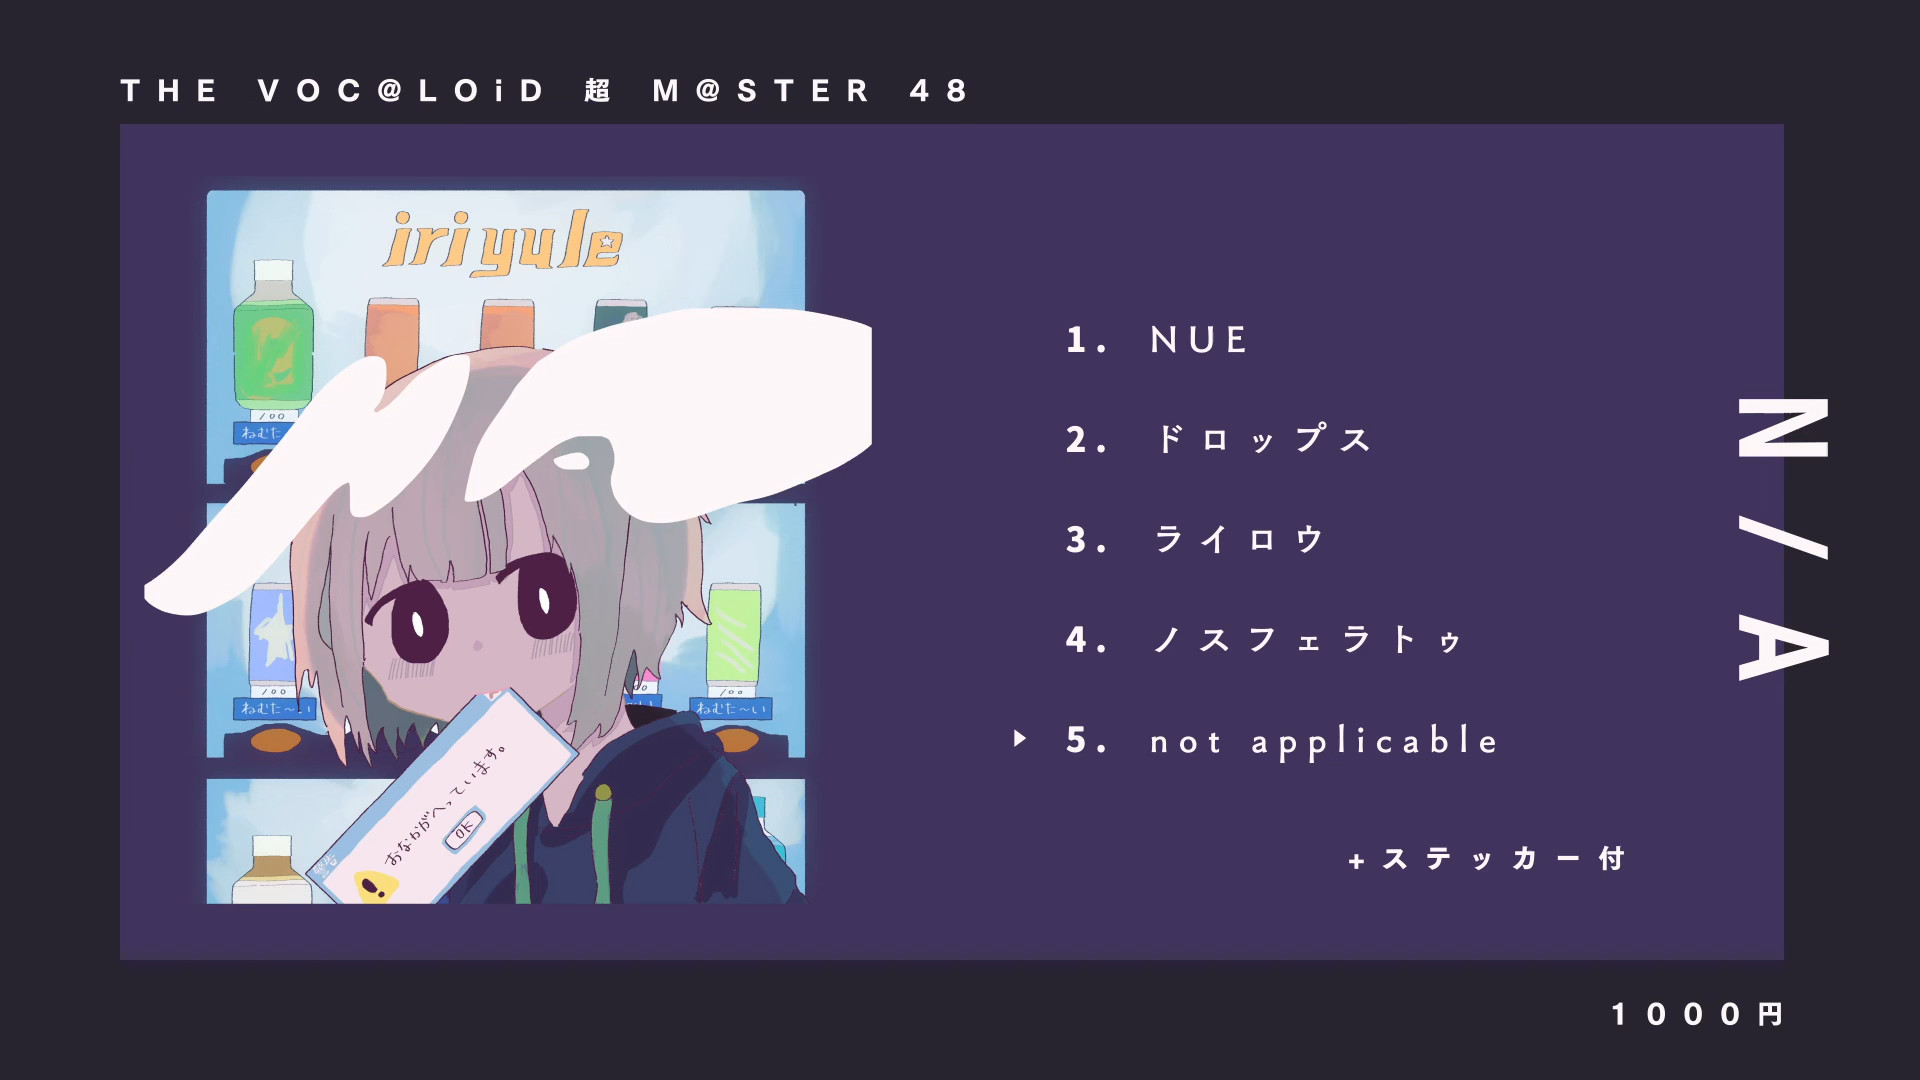 THE VOC@LOiD 超 M@STER 48
iriyule
100
ねむた~
100
ねむた~い
100
ねむた~い
おなかがへっています。
OK
1. NUE
2. ドロップス
3. ライロウ
4. ノスフェラトゥ
5. not applicable
+ステッカー付
N/A
1000円